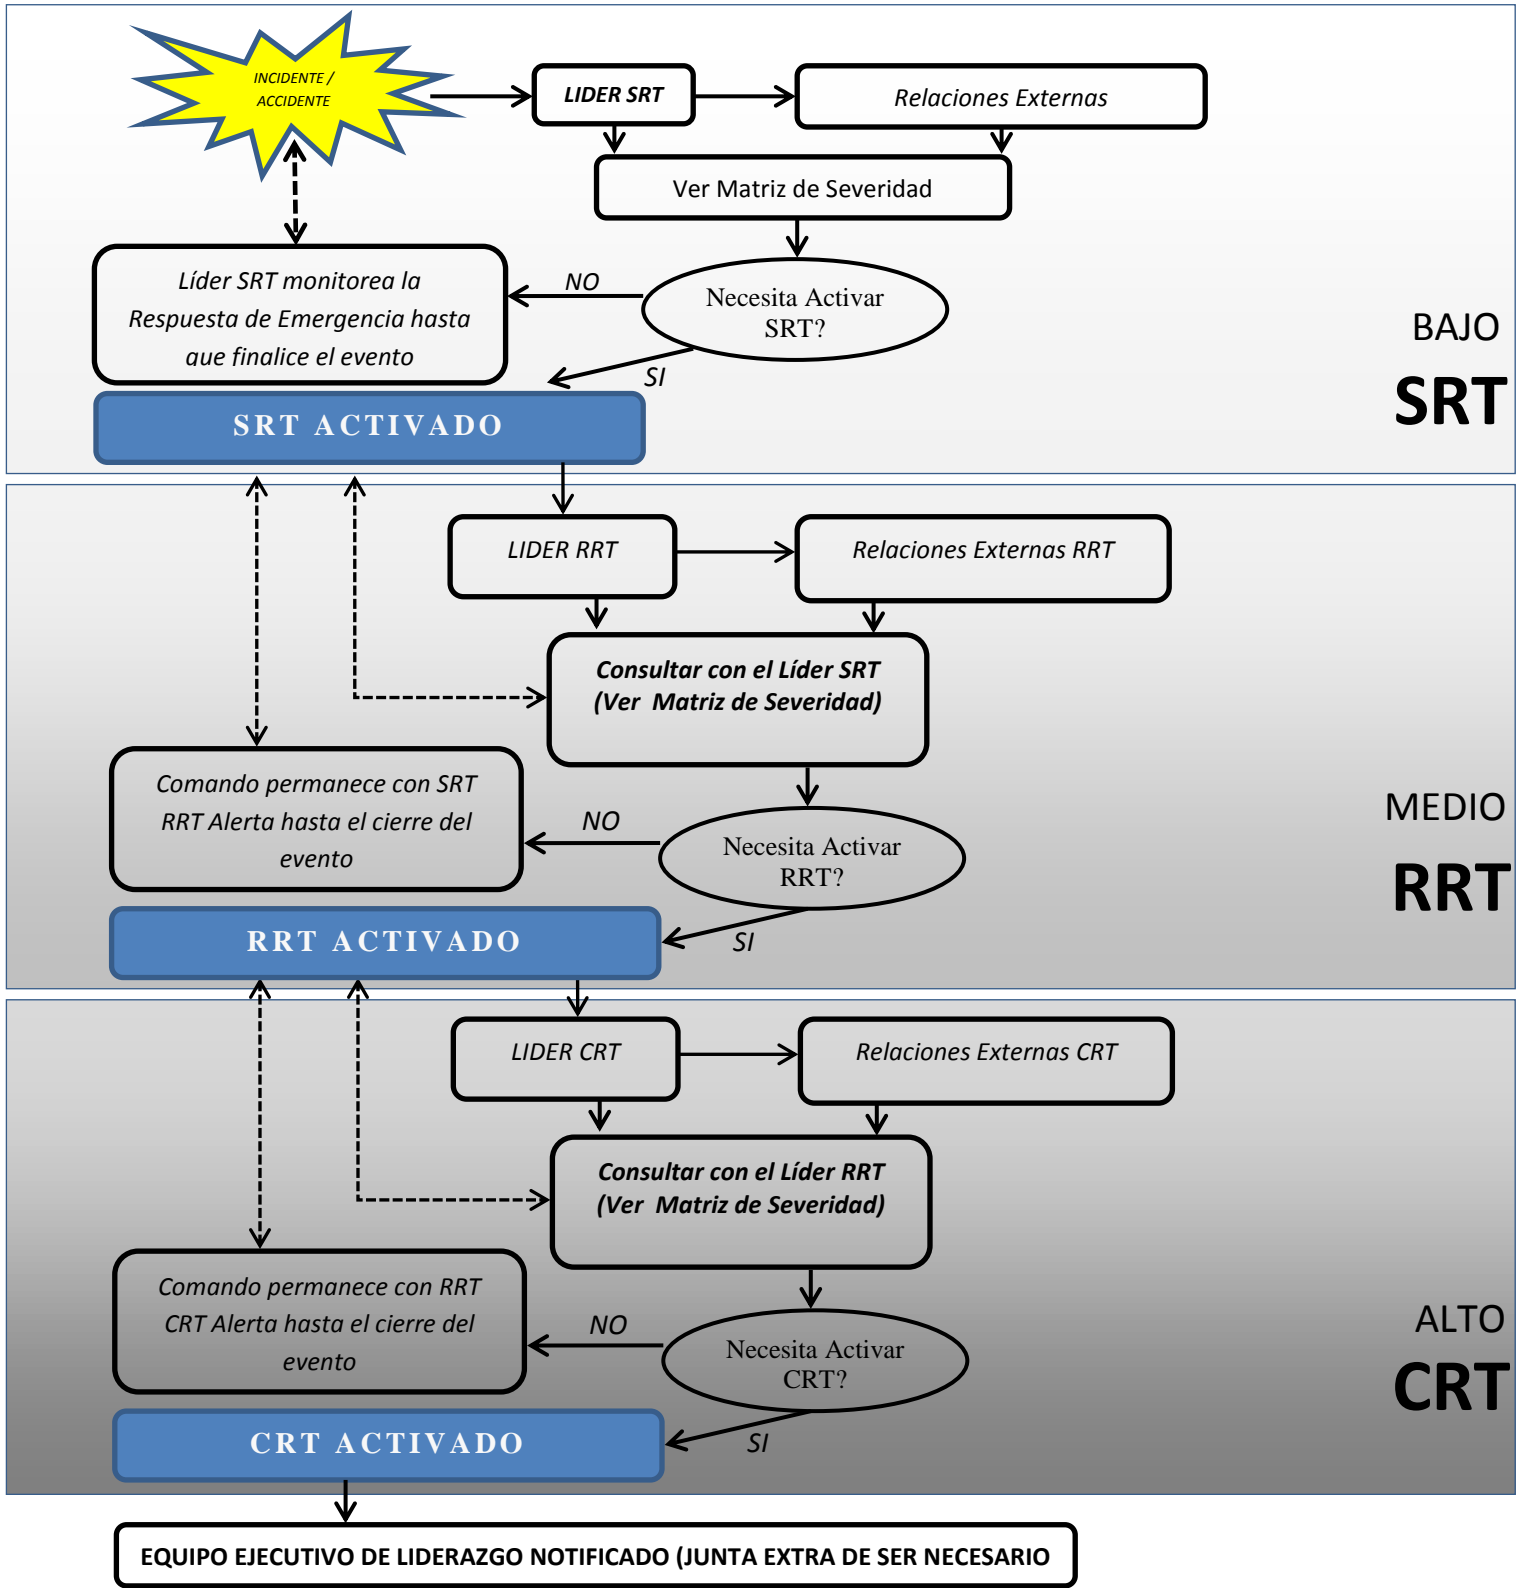 INCIDENTE /
ACCIDENTE
LIDER SRT
Relaciones Externas
Ver Matriz de Severidad
Líder SRT monitorea la
Respuesta de Emergencia hasta
que finalice el evento
NO
Necesita Activar
SRT?
SI
BAJO
SRT
SRT ACTIVADO
LIDER RRT
Relaciones Externas RRT
Consultar con el Líder SRT
(Ver Matriz de Severidad)
Comando permanece con SRT
RRT Alerta hasta el cierre del
evento
NO
Necesita Activar
RRT?
SI
MEDIO
RRT
RRT ACTIVADO
LIDER CRT
Relaciones Externas CRT
Consultar con el Líder RRT
(Ver Matriz de Severidad)
Comando permanece con RRT
CRT Alerta hasta el cierre del
evento
NO
Necesita Activar
CRT?
SI
ALTO
CRT
CRT ACTIVADO
EQUIPO EJECUTIVO DE LIDERAZGO NOTIFICADO (JUNTA EXTRA DE SER NECESARIO